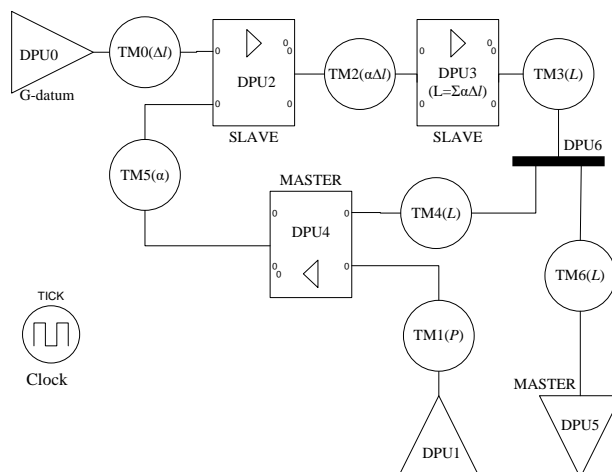 DPU0
G-datum
TM0(Δl)
DPU2
SLAVE
TM2(αΔl)
DPU3
(L=ΣαΔl)
SLAVE
TM3(L)
DPU6
TM5(α)
MASTER
DPU4
TM4(L)
TM6(L)
TICK
Clock
TM1(P)
MASTER
DPU1
DPU5